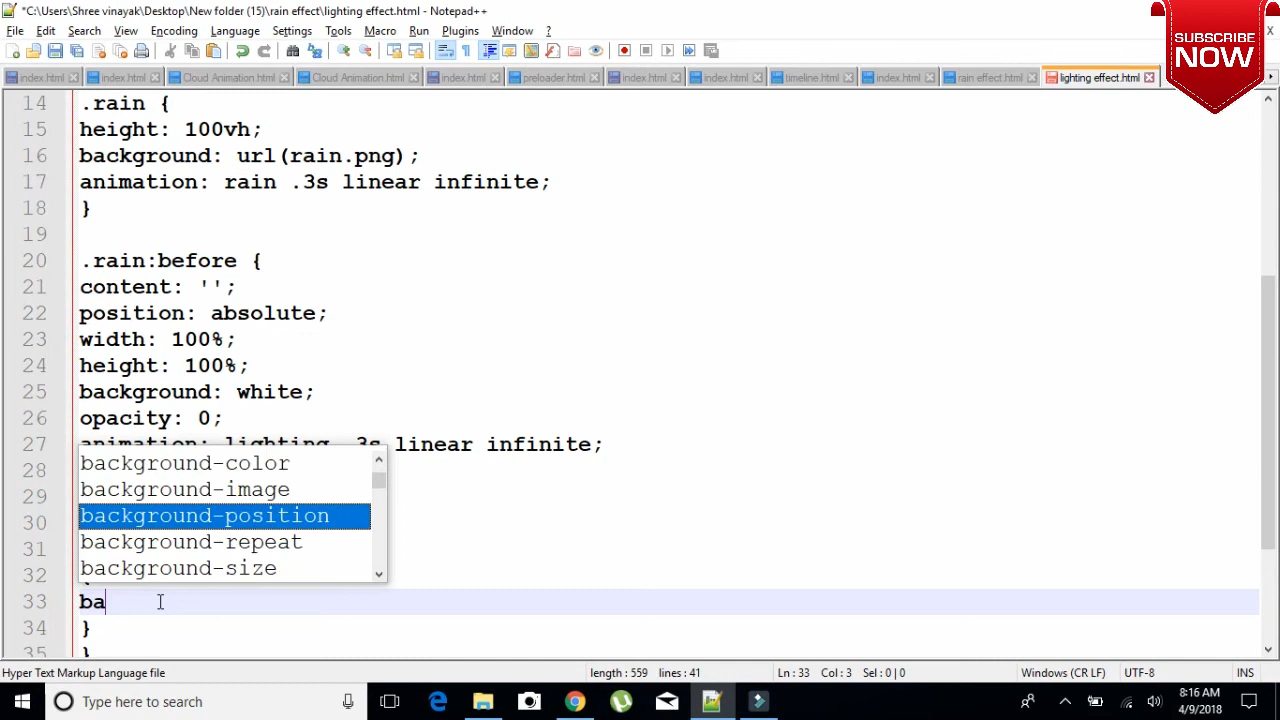 *C:\Users\Shree vinayak\Desktop\New folder (15)\rain effect\lighting effect.html - Notepad++
File Edit Search View Encoding Language Settings Tools Macro Run Plugins Window ?
X
SUBSCRIBE
NOW
index.html index.html Cloud Animation.html Cloud Animation.html index.html preloader.html index.html index.html timeline.html index.html rain effect.html lighting effect.html
14 .rain {
15 height: 100vh;
16 background: url(rain.png);
17 animation: rain .3s linear infinite;
18 }
19
20 .rain:before {
21 content: '';
22 position: absolute;
23 width: 100%;
24 height: 100%;
25 background: white;
26 opacity: 0;
27 animation: lighting .3s linear infinite;
28
29
30
31
32 {
33 ba
34 }
35 }
background-color
background-image
background-position
background-repeat
background-size
Hyper Text Markup Language file length : 559 lines : 41 Ln : 33 Col : 3 Sel : 0 | 0 Windows (CR LF) UTF-8 INS
Type here to search
8:16 AM
4/9/2018